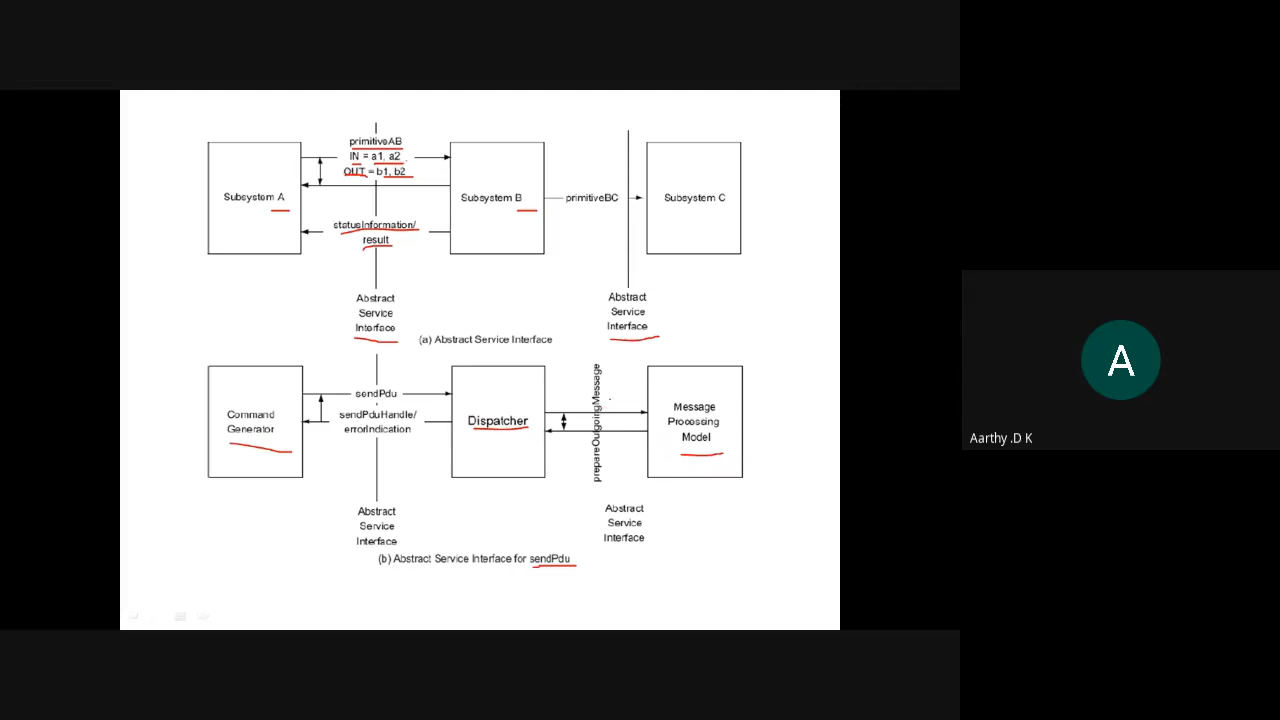 primitiveAB
IN = a1, a2
OUT = b1, b2
Subsystem A
Subsystem B
primitiveBC
Subsystem C
statusInformation/
result
Abstract
Service
Interface
Abstract
Service
Interface
(a) Abstract Service Interface
sendPdu
Command
Generator
sendPduHandle/
errorIndication
Dispatcher
prepareOutgoingMessage
Message
Processing
Model
Abstract
Service
Interface
Abstract
Service
Interface
(b) Abstract Service Interface for sendPdu
A
Aarthy .D K